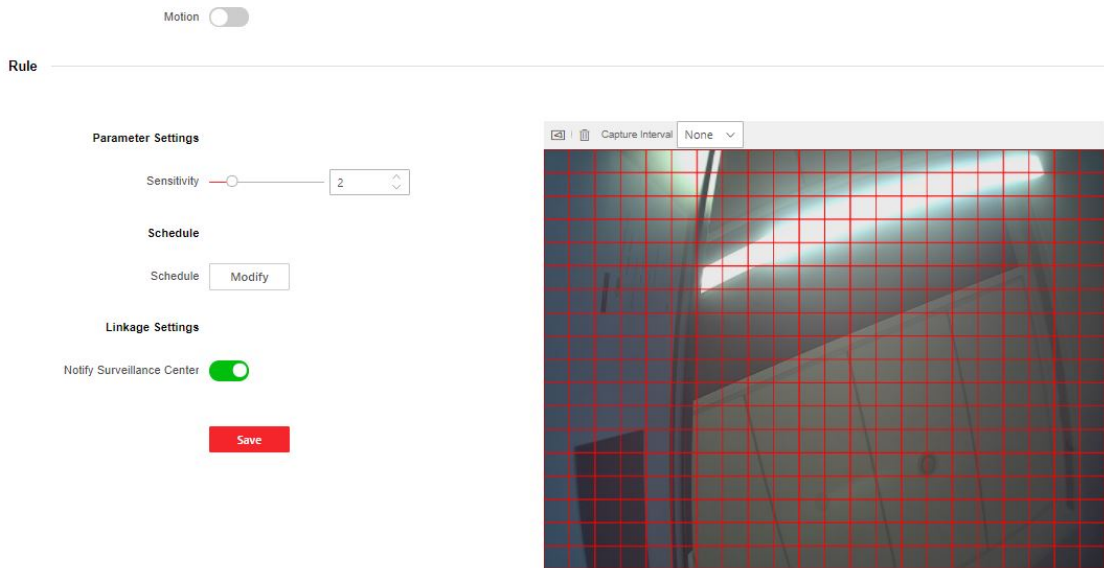 Motion
Rule
Parameter Settings
Capture Interval None
Sensitivity 2
Schedule
Schedule Modify
Linkage Settings
Notify Surveillance Center
Save